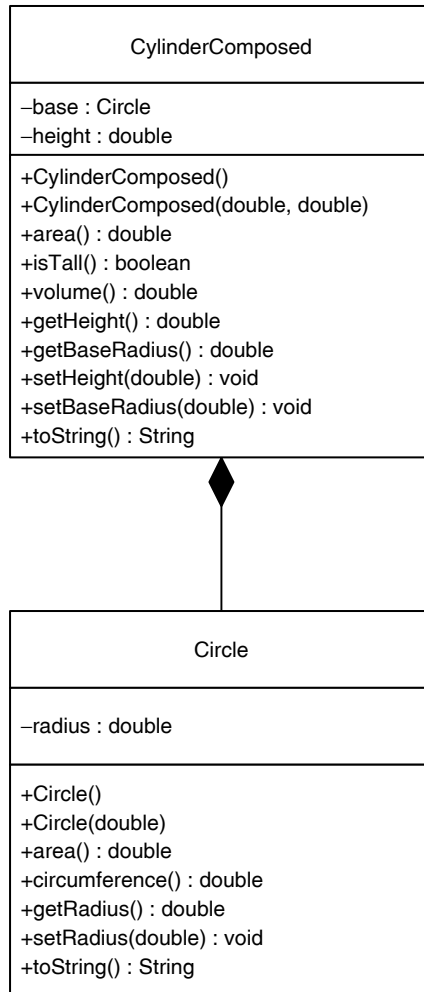 CylinderComposed
–base : Circle
–height : double
+CylinderComposed()
+CylinderComposed(double, double)
+area() : double
+isTall() : boolean
+volume() : double
+getHeight() : double
+getBaseRadius() : double
+setHeight(double) : void
+setBaseRadius(double) : void
+toString() : String
Circle
–radius : double
+Circle()
+Circle(double)
+area() : double
+circumference() : double
+getRadius() : double
+setRadius(double) : void
+toString() : String